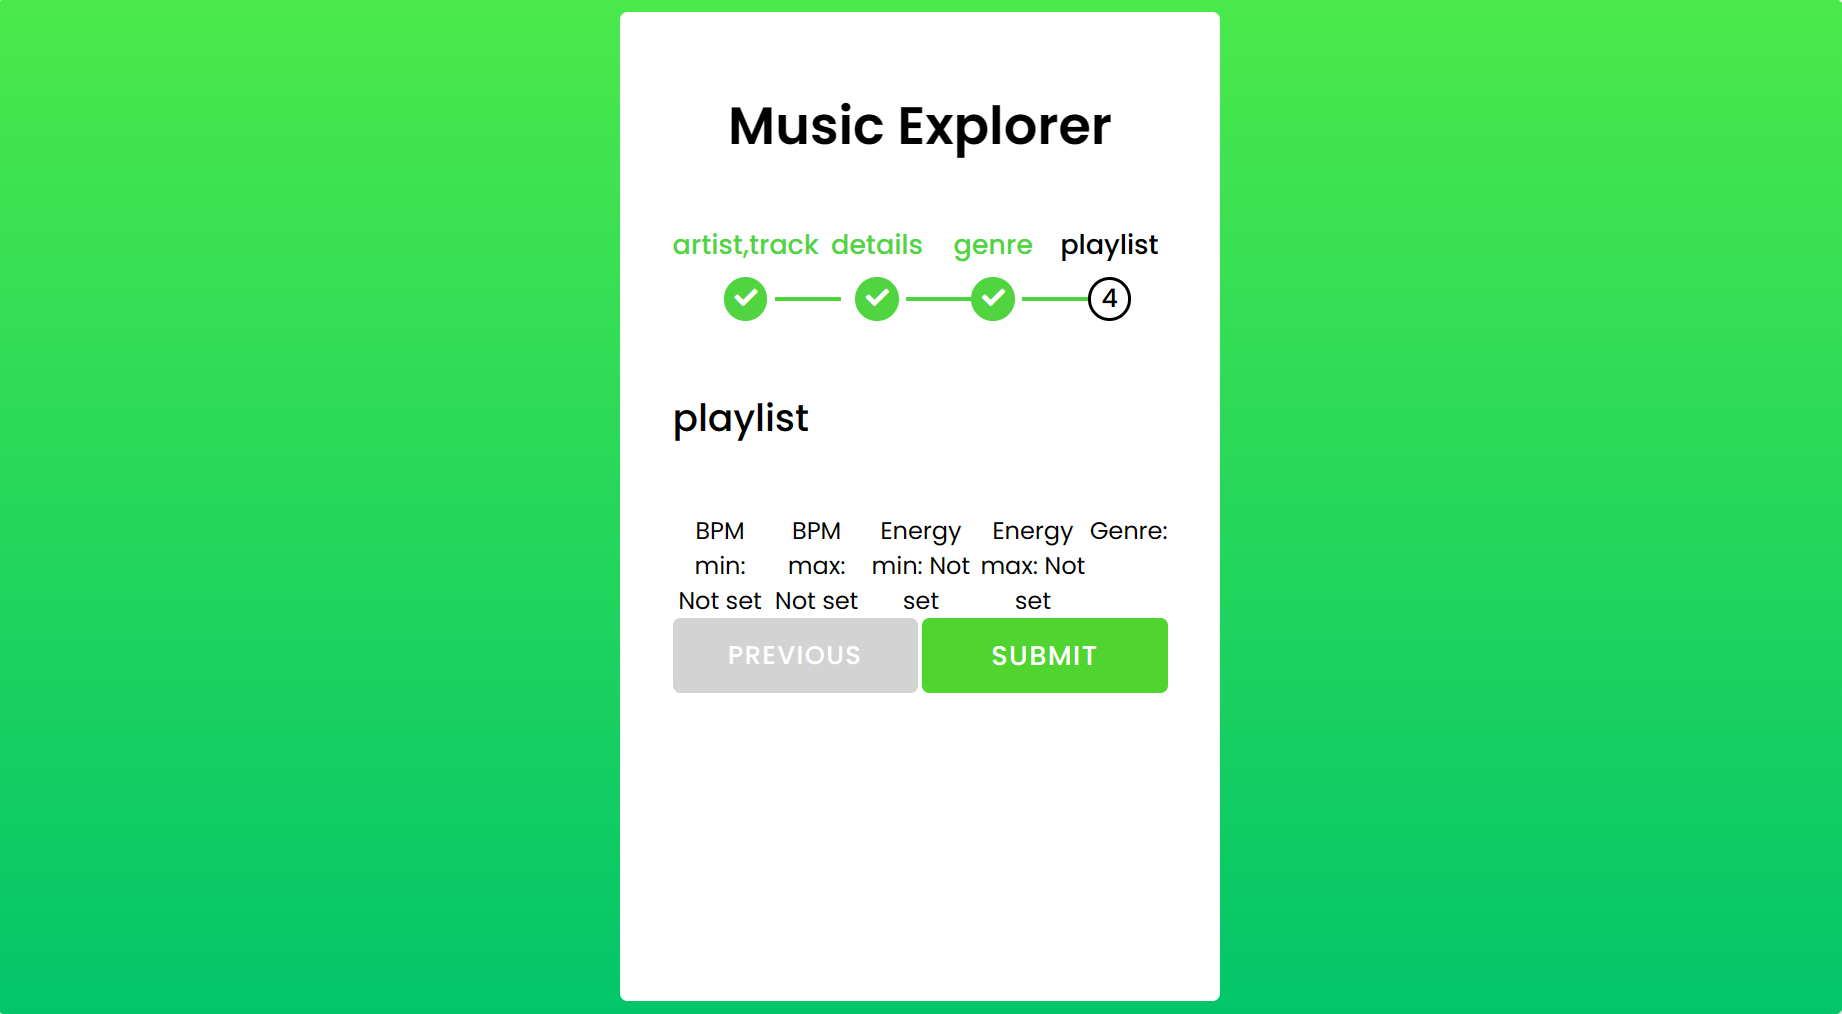 Music Explorer
artist,track details genre playlist
4
playlist
BPM min: Not set
BPM max: Not set
Energy min: Not set
Energy max: Not set
Genre:
PREVIOUS
SUBMIT